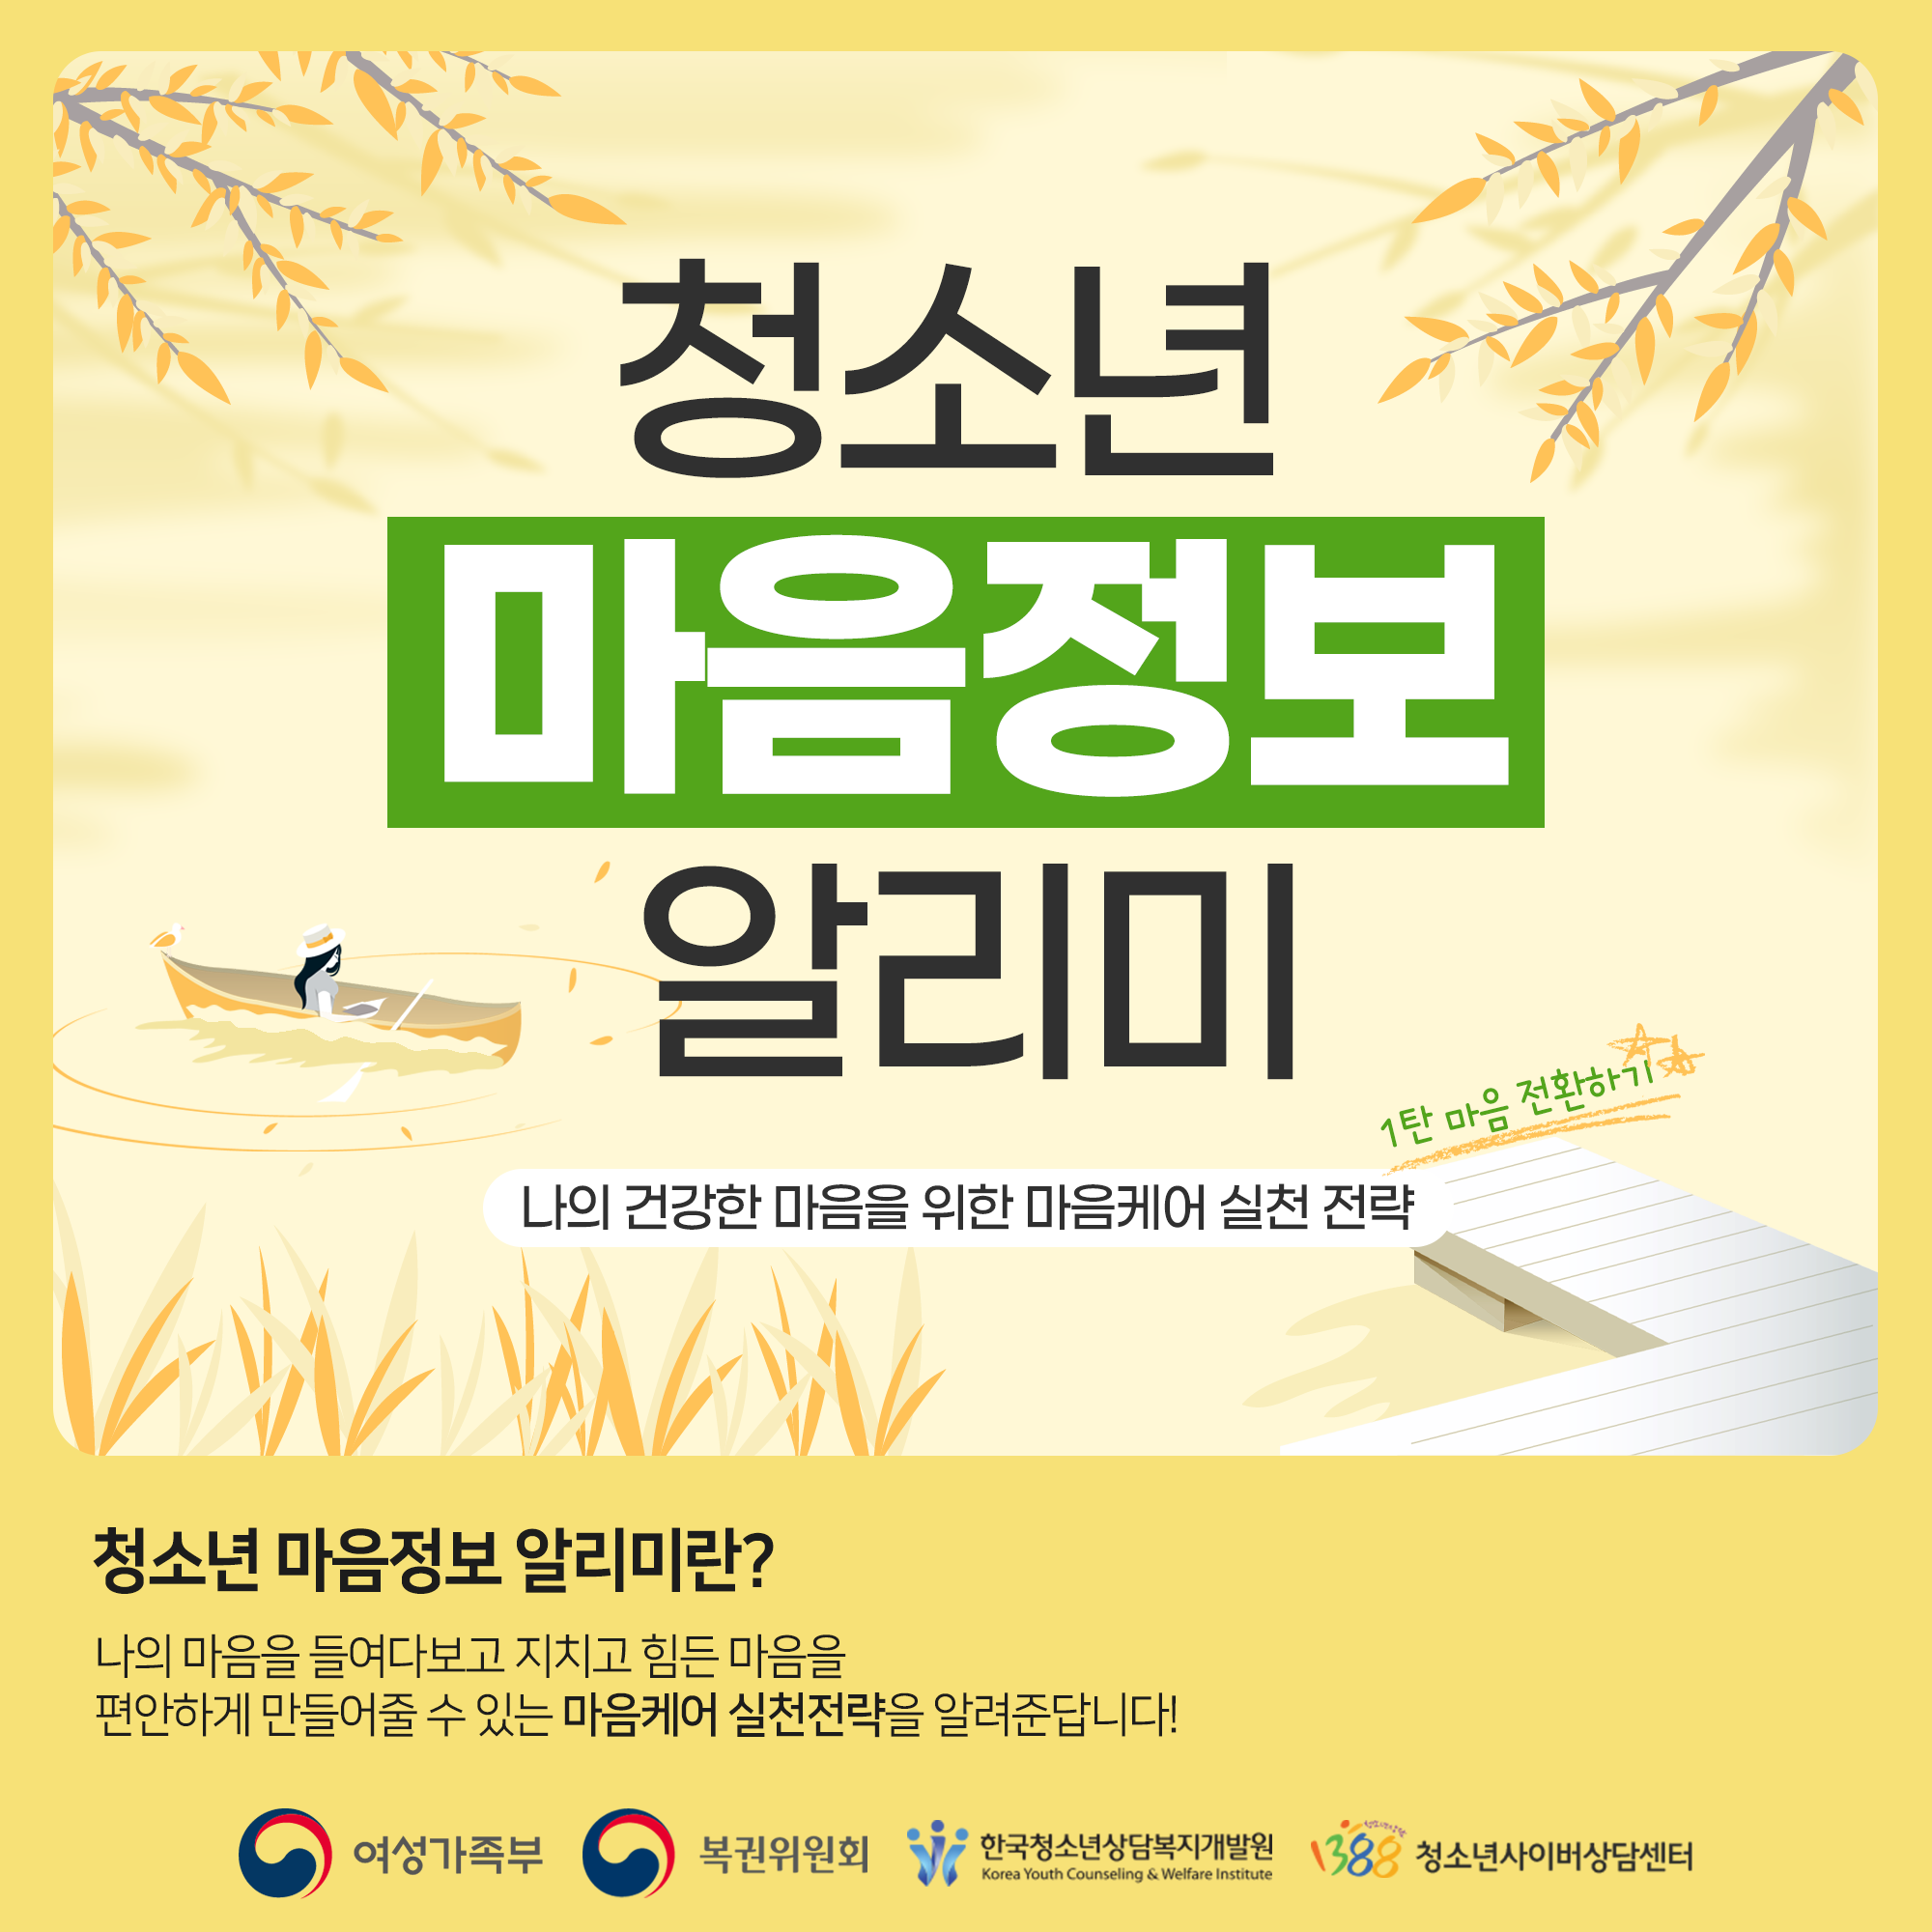 청소년
마음정보
알리미
1탄 마음 전환하기
나의 건강한 마음을 위한 마음케어 실천 전략
청소년 마음정보 알리미란?
나의 마음을 들여다보고 지치고 힘든 마음을
편안하게 만들어줄 수 있는 마음케어 실천전략을 알려준답니다!
여성가족부
복권위원회
한국청소년상담복지개발원
Korea Youth Counseling & Welfare Institute
1388 청소년사이버상담센터